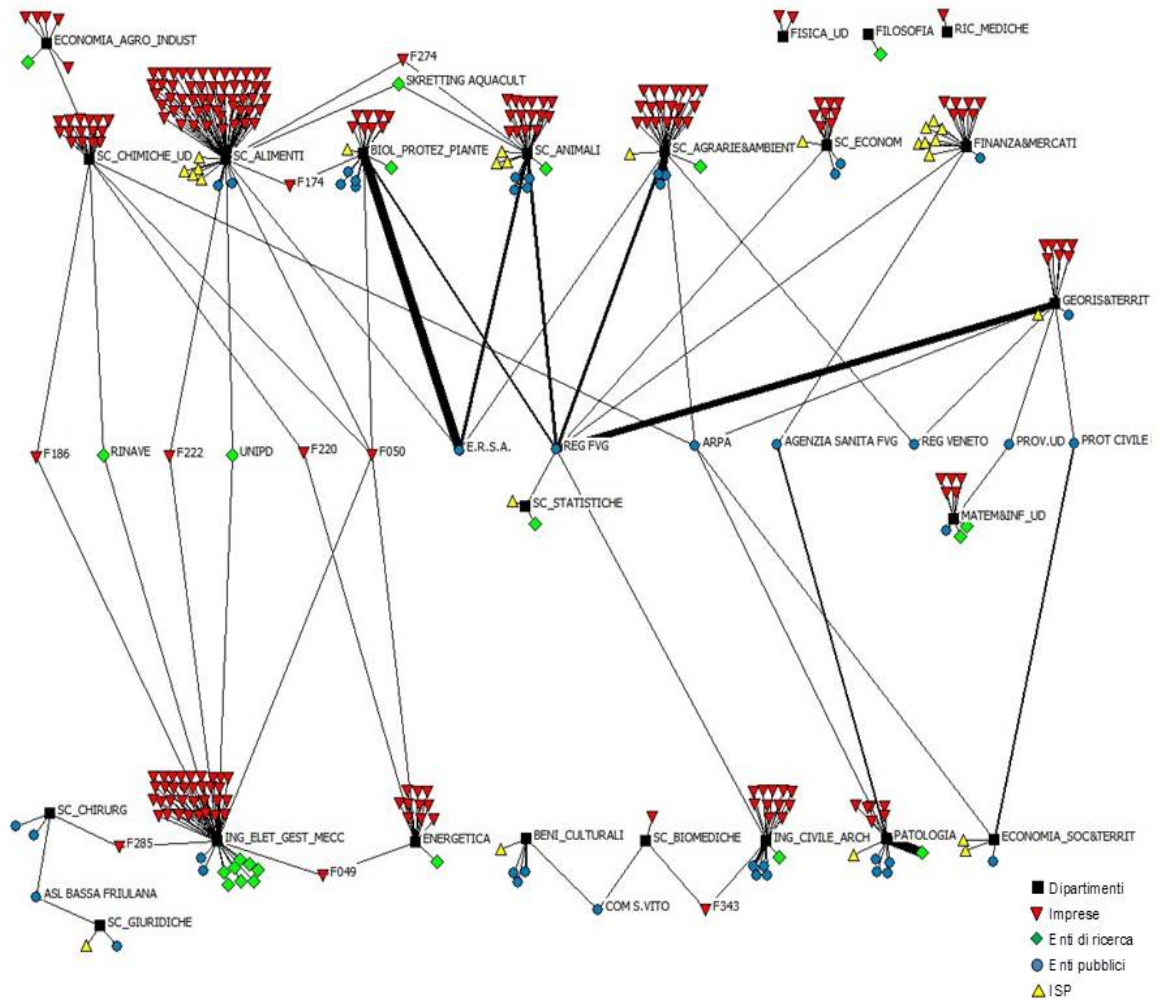 ECONOMIA_AGRO_INDUST
FISICA_UD
FILOSOFIA
RIC_MEDICHE
F274
SKRETTING AQUACULT
SC_CHIMICHE_UD
SC_ALIMENTI
BIOL_PROTEZ_PIANTE
SC_ANIMALI
SC_AGRARIE&AMBIENT
SC_ECONOM
FINANZA&MERCATI
F174
GEORIS&TERRIT
F186
RINAVE
F222
UNIPD
F220
F050
E.R.S.A.
REG FVG
ARPA
AGENZIA SANITA FVG
REG VENETO
PROV.UD
PROT CIVILE
SC_STATISTICHE
MATEM&INF_UD
SC_CHIRURG
F285
ING_ELET_GEST_MECC
F049
ENERGETICA
BENI_CULTURALI
SC_BIOMEDICHE
ING_CIVILE_ARCH
PATOLOGIA
ECONOMIA_SOC&TERRIT
ASL BASSA FRIULANA
COM S.VITO
F343
SC_GIURIDICHE
Dipartimenti
Imprese
Enti di ricerca
Enti pubblici
ISP